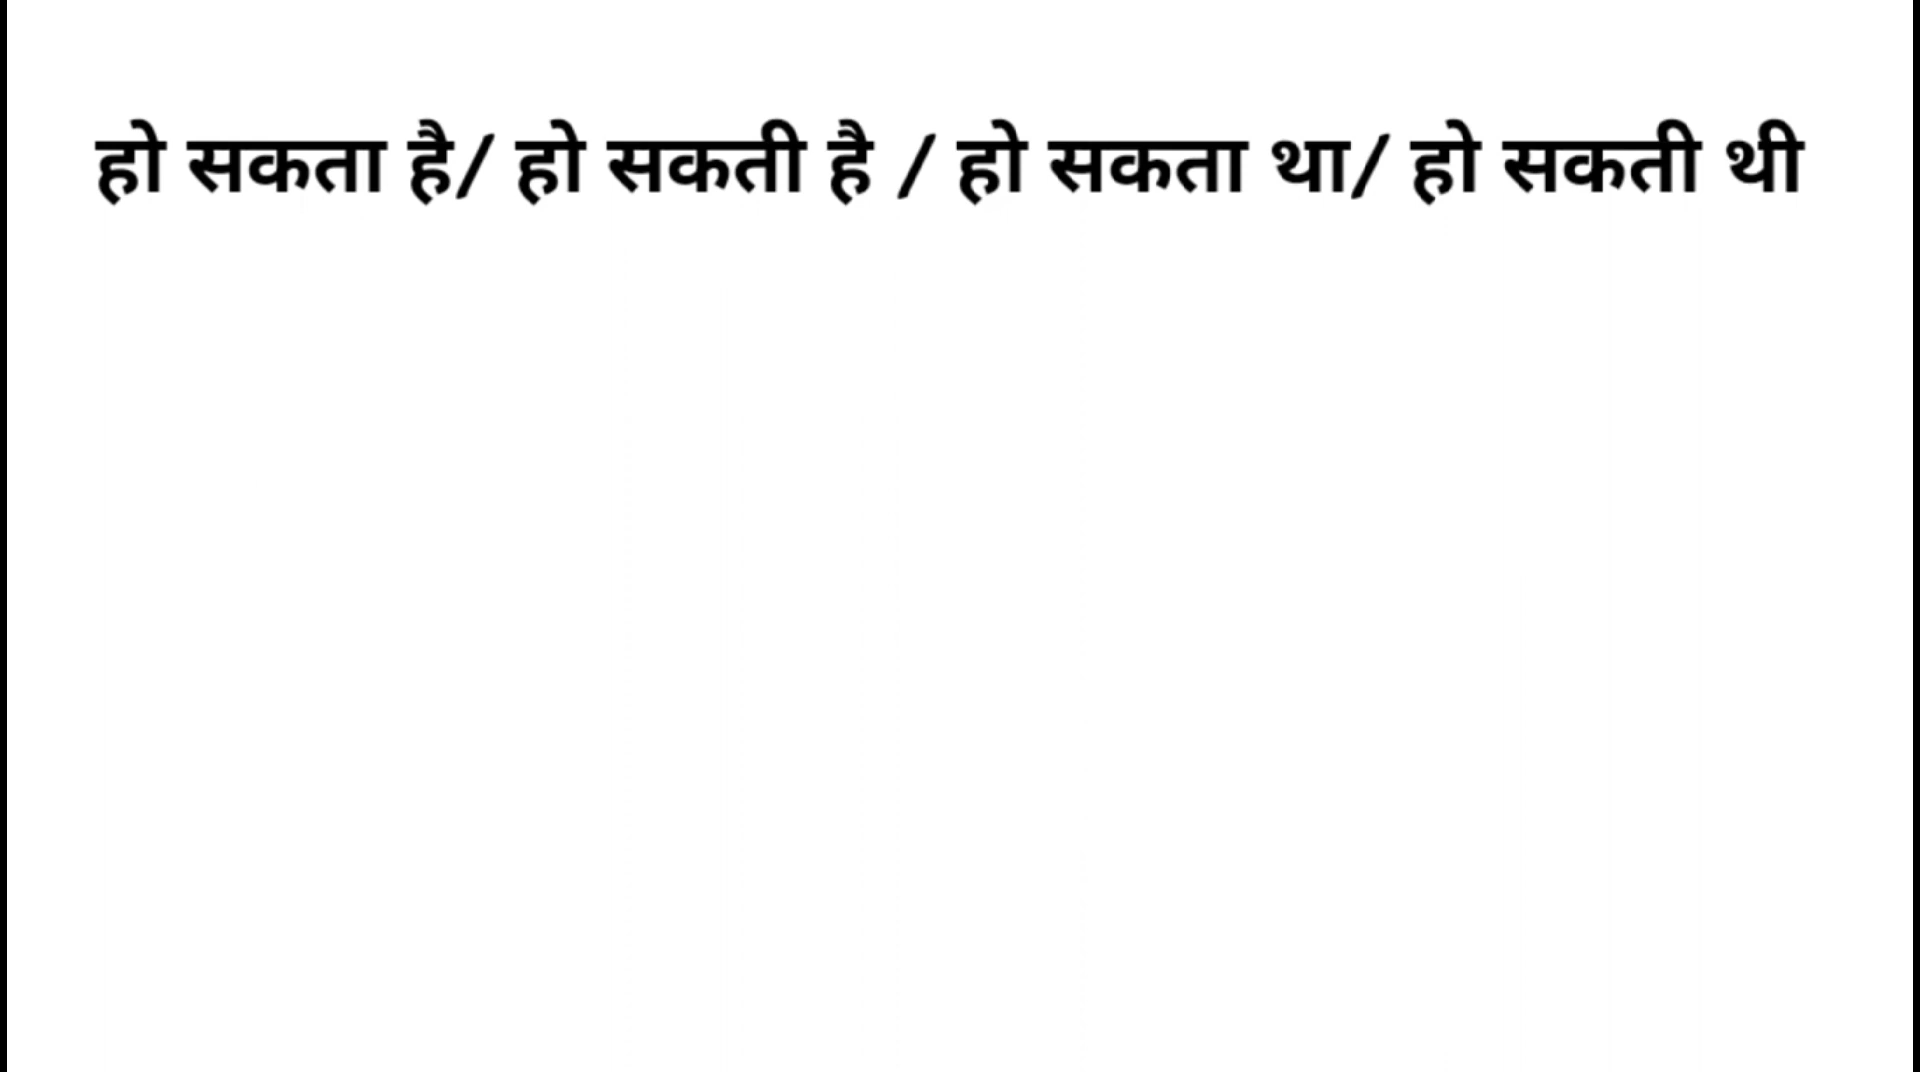 हो सकता है/ हो सकती है / हो सकता था/ हो सकती थी